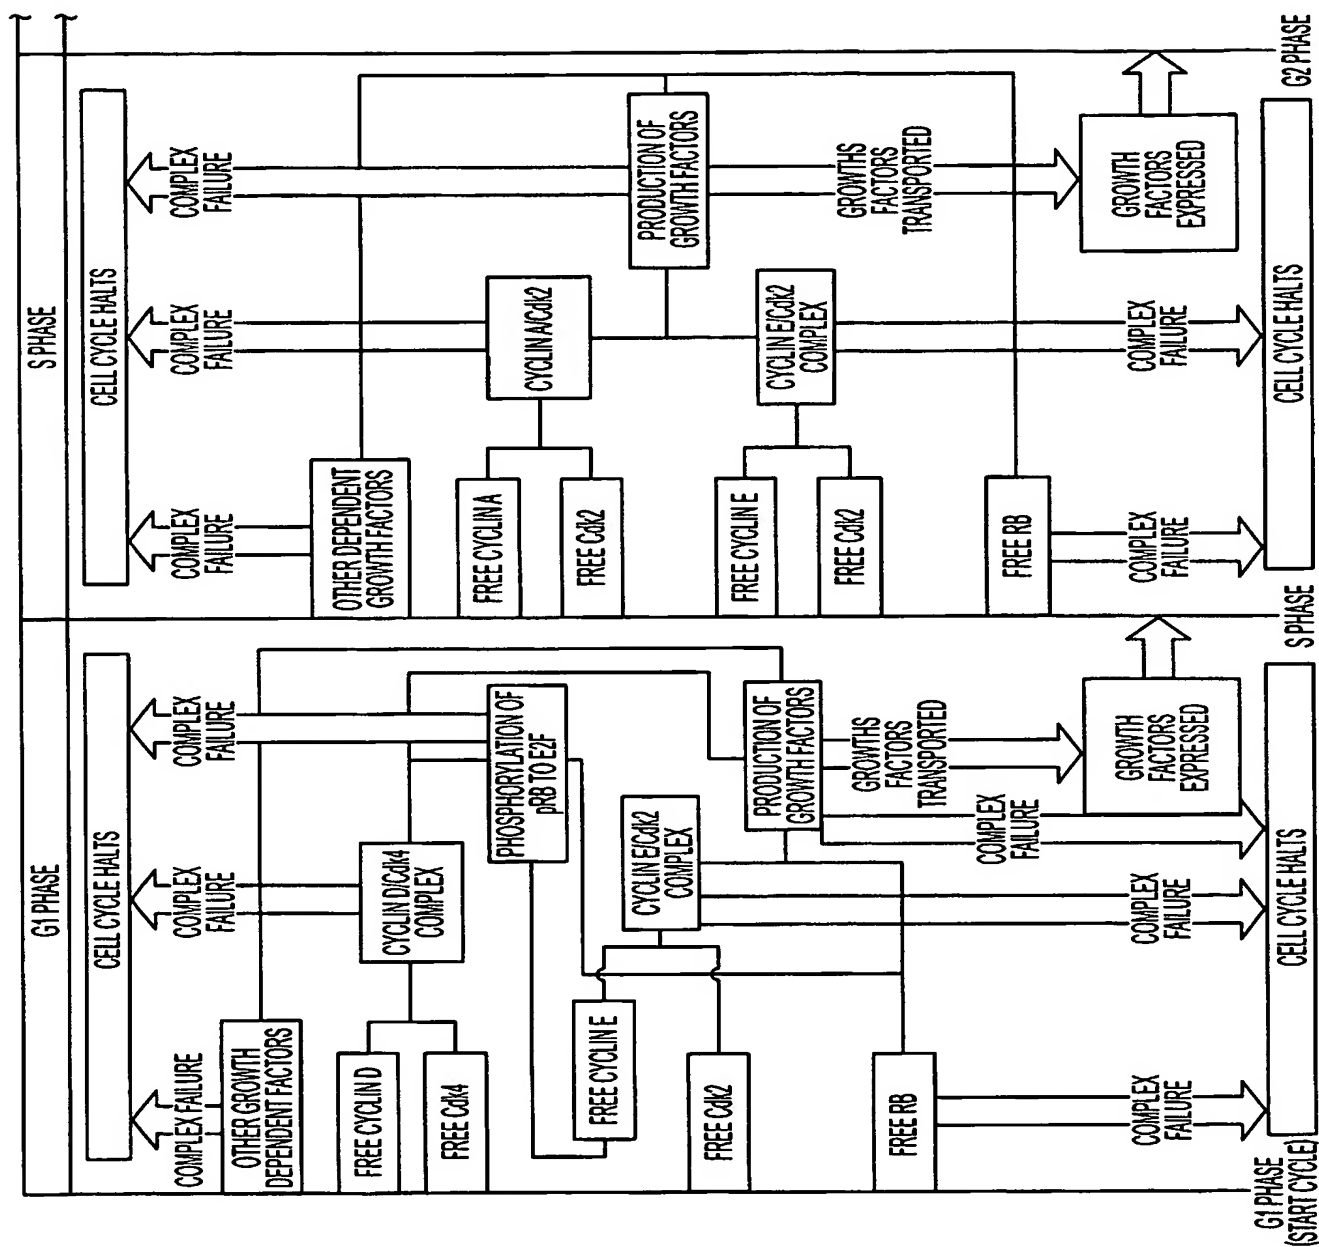 G1 PHASE
CELL CYCLE HALTS
COMPLEX FAILURE
COMPLEX
FAILURE
COMPLEX
FAILURE
OTHER GROWTH
DEPENDENT FACTORS
FREE CYCLIN D
FREE Cdk4
CYCLIN D/Cdk4
COMPLEX
PHOSPHORYLATION OF
pRB TO E2F
FREE CYCLIN E
FREE Cdk2
CYCLIN E/Cdk2
COMPLEX
PRODUCTION OF
GROWTH FACTORS
GROWTHS
FACTORS
TRANSPORTED
FREE RB
COMPLEX
FAILURE
COMPLEX
FAILURE
COMPLEX
FAILURE
GROWTH
FACTORS
EXPRESSED
CELL CYCLE HALTS
G1 PHASE
(START CYCLE)
S PHASE
S PHASE
CELL CYCLE HALTS
COMPLEX
FAILURE
COMPLEX
FAILURE
COMPLEX
FAILURE
OTHER DEPENDENT
GROWTH FACTORS
FREE CYCLIN A
FREE Cdk2
CYCLIN A/Cdk2
PRODUCTION OF
GROWTH FACTORS
FREE CYCLIN E
FREE Cdk2
CYCLIN E/Cdk2
COMPLEX
GROWTHS
FACTORS
TRANSPORTED
FREE RB
COMPLEX
FAILURE
COMPLEX
FAILURE
GROWTH
FACTORS
EXPRESSED
CELL CYCLE HALTS
G2 PHASE